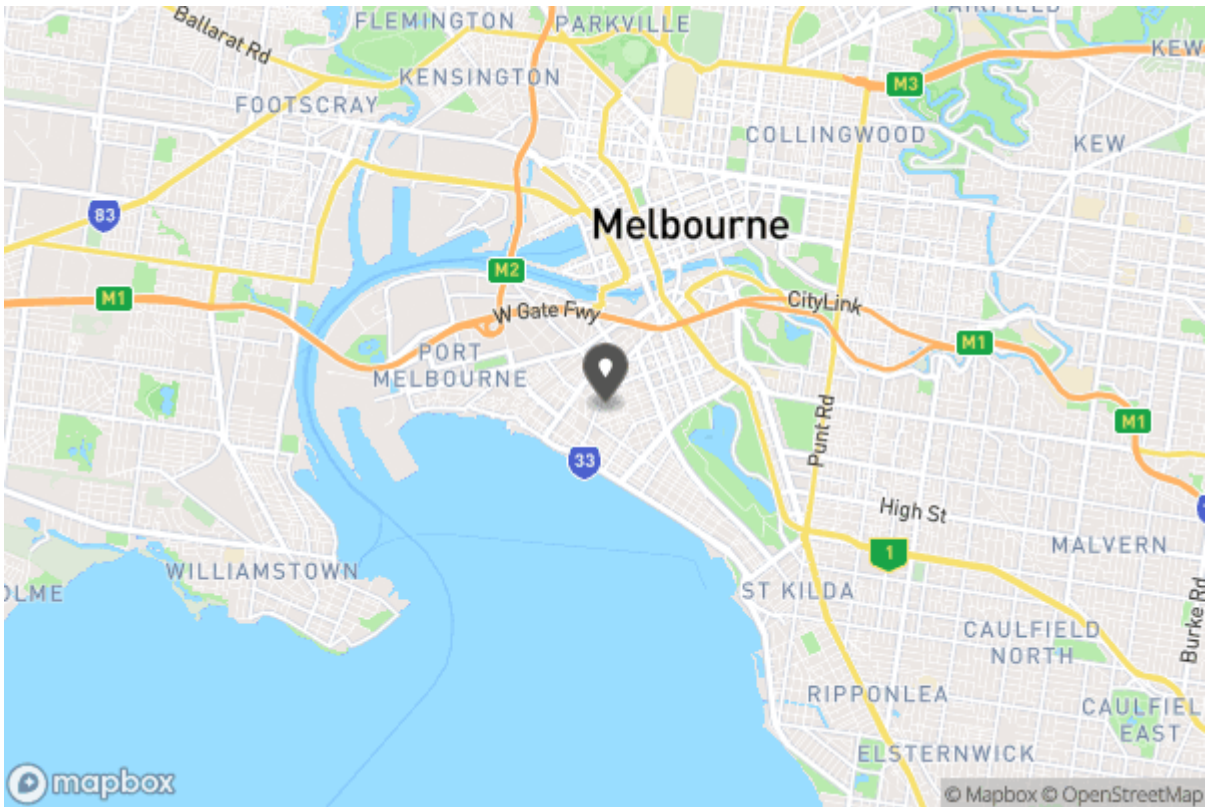 FLEMINGTON
PARKVILLE
Ballarat Rd
KENSINGTON
KEW
FOOTSCRAY
M3
COLLINGWOOD
KEW
83
Melbourne
M2
M1
W Gate Fwy
CityLink
M1
PORT
MELBOURNE
M1
Punt Rd
33
High St
MALVERN
1
WILLIAMSTOWN
OLME
ST KILDA
Burke Rd
CAULFIELD
NORTH
RIPPONLEA
CAULFIEL
EAST
ELSTERNWICK
mapbox
© Mapbox © OpenStreetMap